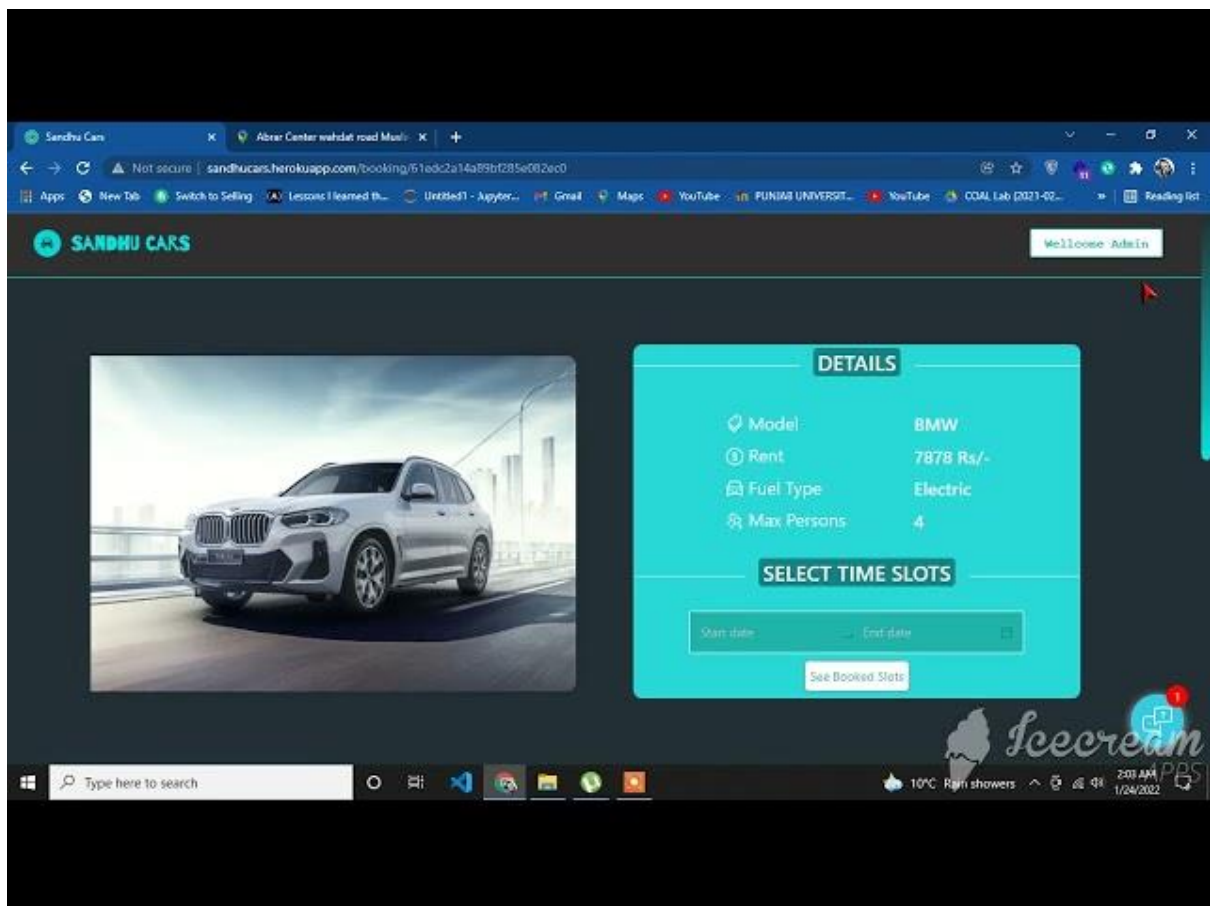 Sandhu Cars
Abrar Center wahdat road Musli
Not secure | sandhucars.herokuapp.com/booking/61edc2a14a89bf285e082ec0
Apps New Tab Switch to Selling Lessons I learned th... Untitled1 - Jupyter... Gmail Maps YouTube PUNJAB UNIVERSIT... YouTube COAL Lab (2021-02... » Reading list
SANDHU CARS
Wellcome Admin
DETAILS
Model BMW
Rent 7878 Rs/-
Fuel Type Electric
Max Persons 4
SELECT TIME SLOTS
Start date → End date
See Booked Slots
1
Icecream
APPS
Type here to search
10°C Rain showers
2:03 AM
1/24/2022